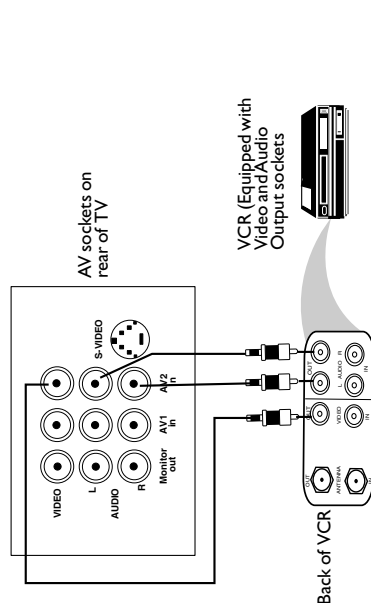 AV sockets on
rear of TV
S-VIDEO
VIDEO
L
AUDIO
R
Monitor
out
AV1
in
AV2
in
VCR (Equipped with
Video and Audio
Output sockets
Back of VCR
OUT
ANTENNA
IN
VIDEO
IN
OUT
L AUDIO R
IN